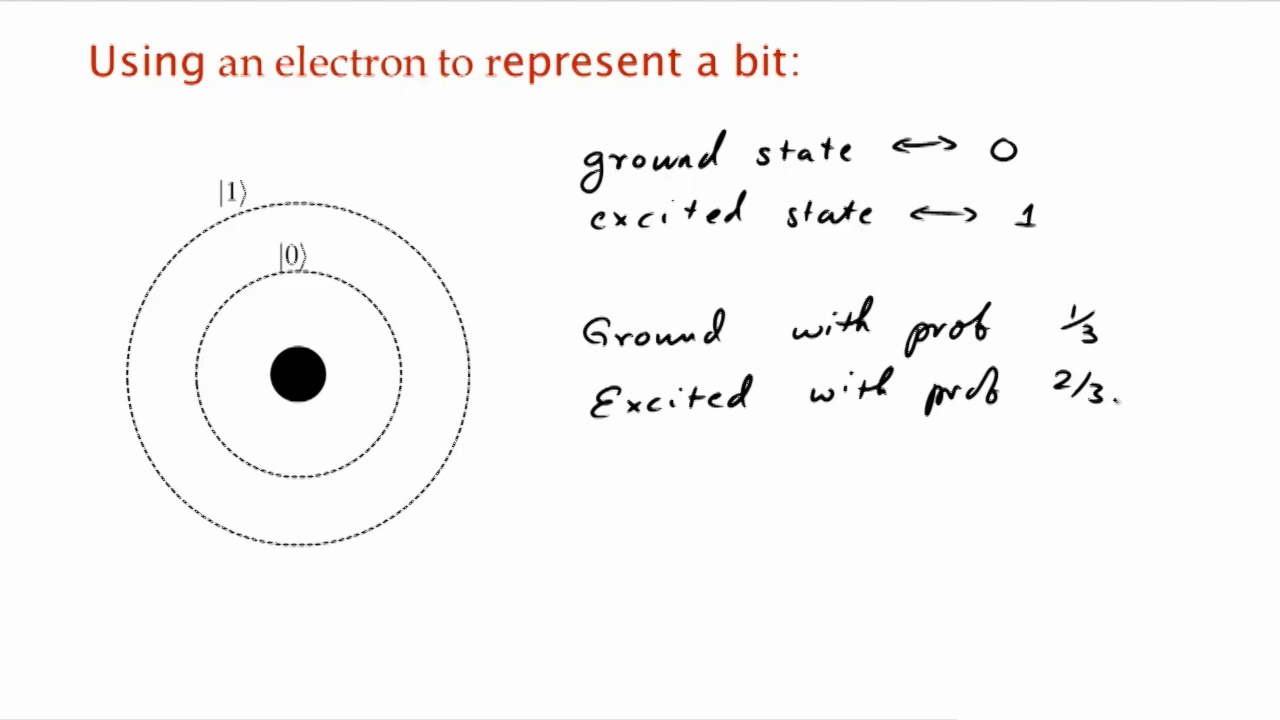 Using an electron to represent a bit:
ground state ↔ 0
excited state ↔ 1
|1⟩
|0⟩
Ground with prob 1/3
Excited with prob 2/3.